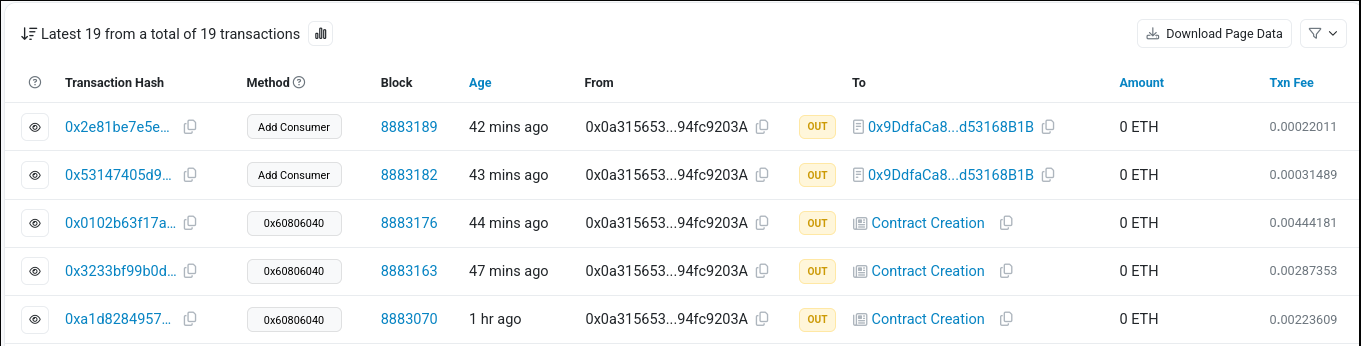 Latest 19 from a total of 19 transactions Download Page Data
Transaction Hash Method Block Age From To Amount Txn Fee
0x2e81be7e5e... Add Consumer 8883189 42 mins ago 0x0a315653...94fc9203A OUT 0x9DdfaCa8...d53168B1B 0 ETH 0.00022011
0x53147405d9... Add Consumer 8883182 43 mins ago 0x0a315653...94fc9203A OUT 0x9DdfaCa8...d53168B1B 0 ETH 0.00031489
0x0102b63f17a... 0x60806040 8883176 44 mins ago 0x0a315653...94fc9203A OUT Contract Creation 0 ETH 0.00444181
0x3233bf99b0d... 0x60806040 8883163 47 mins ago 0x0a315653...94fc9203A OUT Contract Creation 0 ETH 0.00287353
0xa1d8284957... 0x60806040 8883070 1 hr ago 0x0a315653...94fc9203A OUT Contract Creation 0 ETH 0.00223609